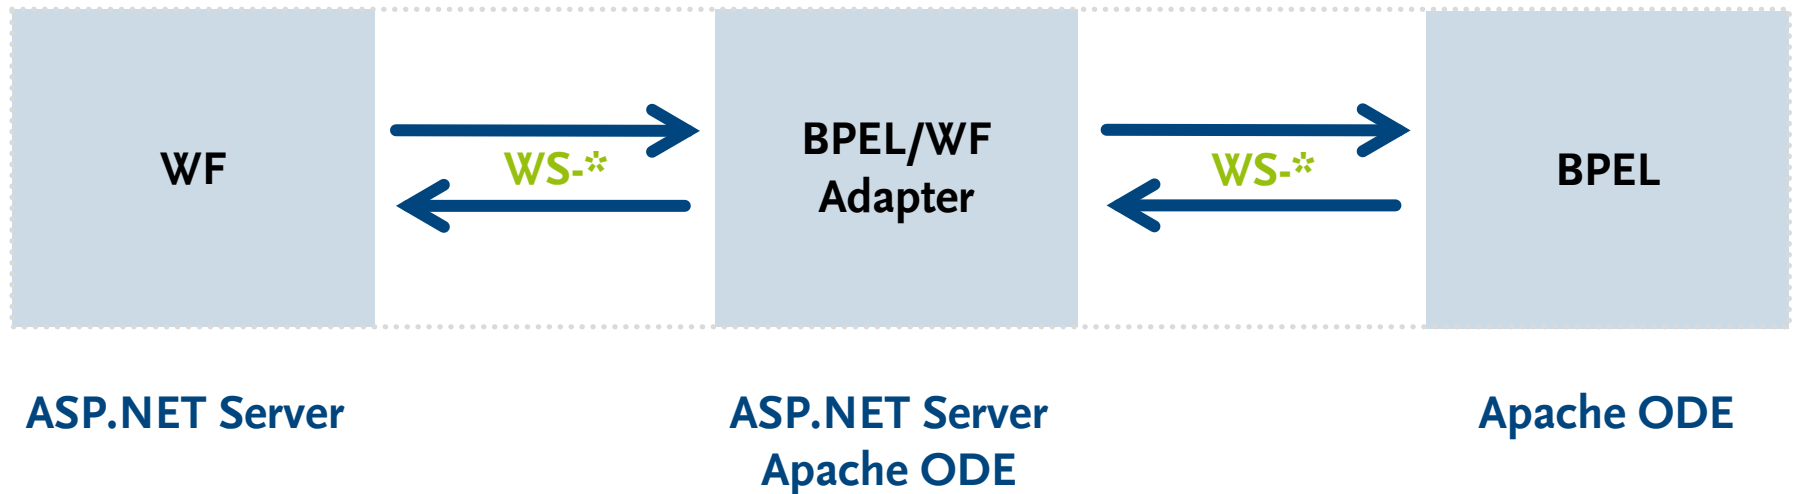 WF
WS-*
BPEL/WF
Adapter
WS-*
BPEL
ASP.NET Server
ASP.NET Server
Apache ODE
Apache ODE